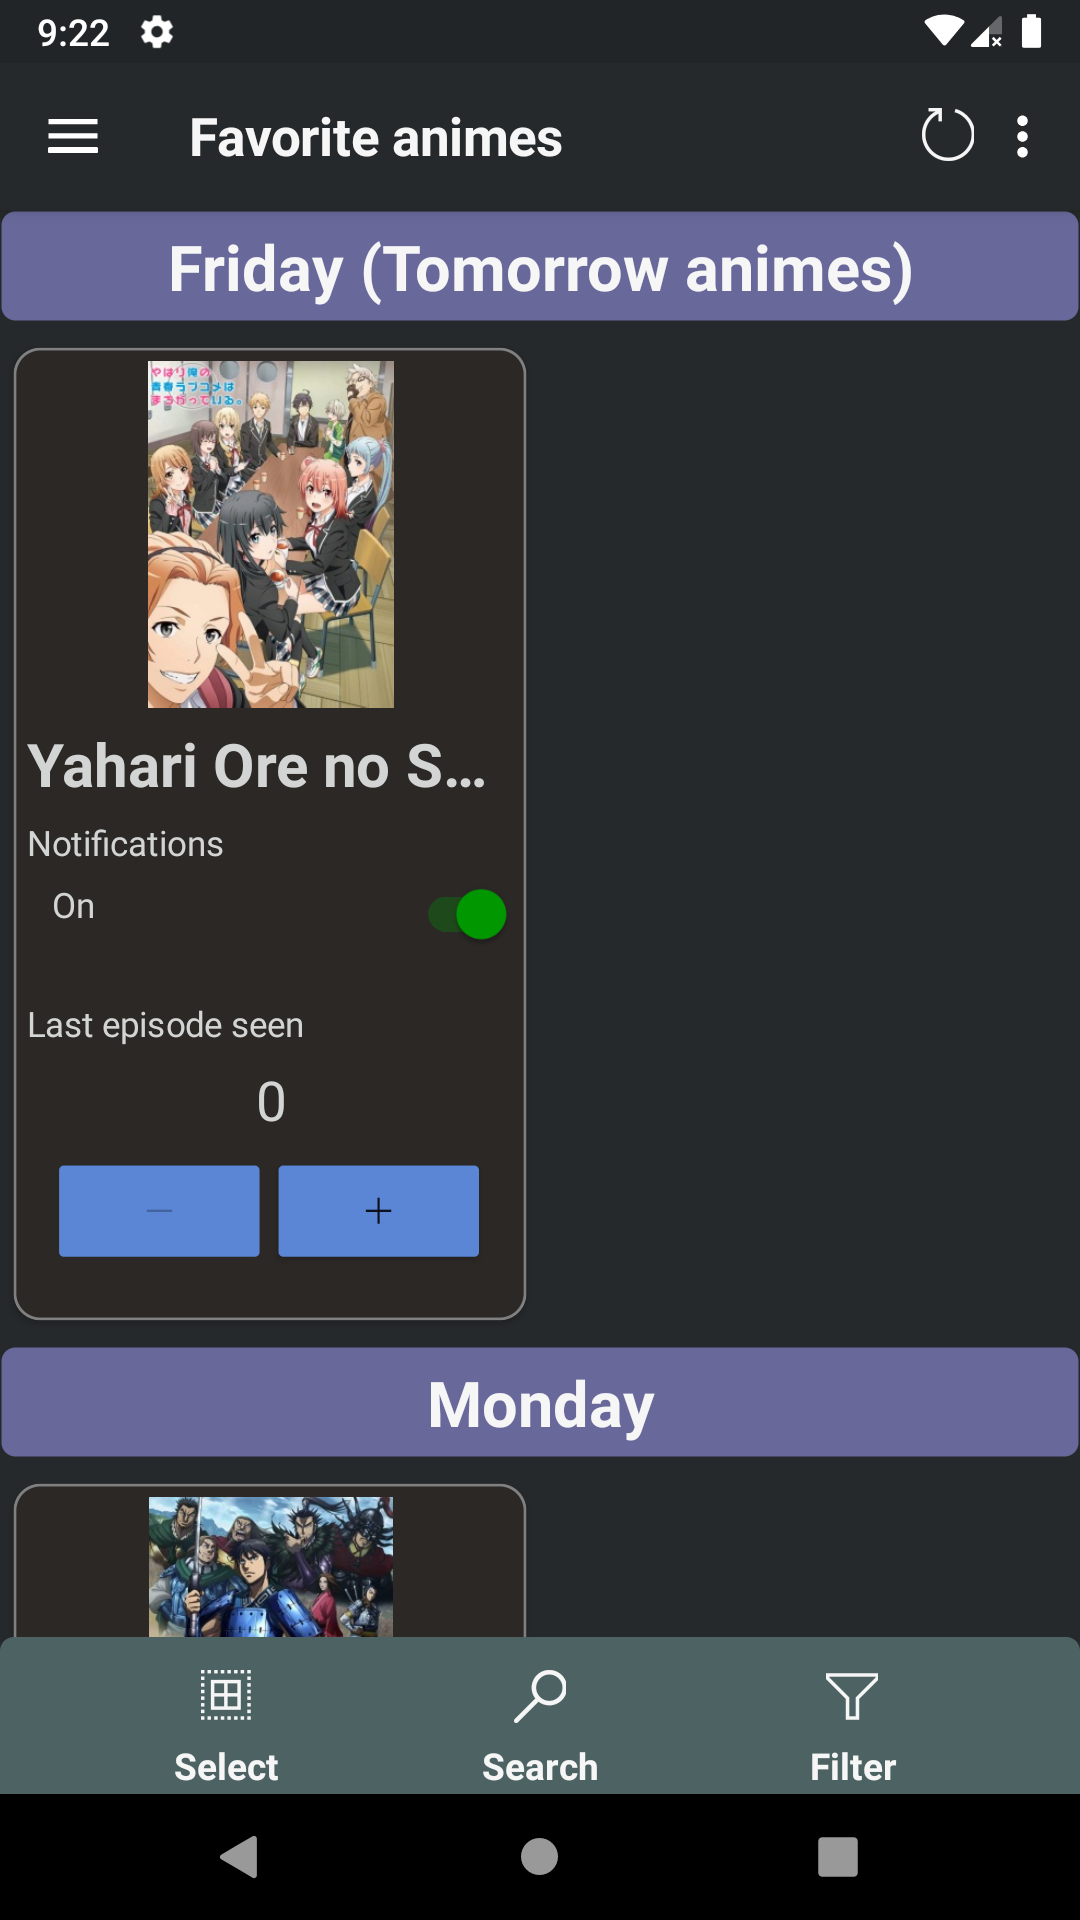 9:22
Favorite animes
Friday (Tomorrow animes)
やはり俺の
青春ラブコメは
まちがっている。
Yahari Ore no S...
Notifications
On
Last episode seen
0
Monday
Select
Search
Filter